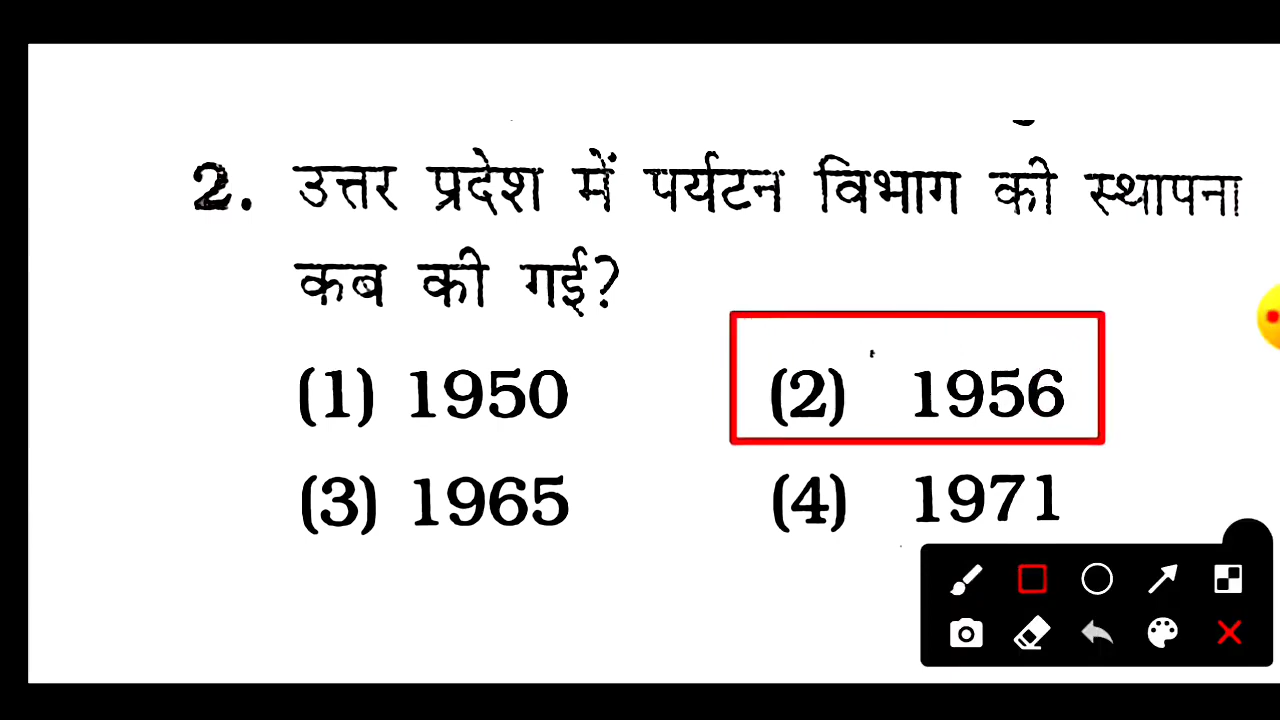 2. उत्तर प्रदेश में पर्यटन विभाग की स्थापना
कब की गई?
(1) 1950 (2) 1956
(3) 1965 (4) 1971